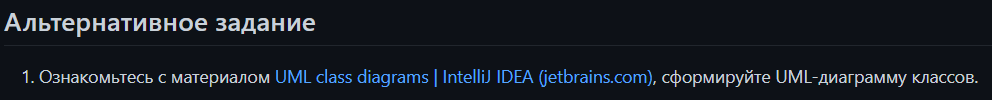 Альтернативное задание
1. Ознакомьтесь с материалом UML class diagrams | IntelliJ IDEA (jetbrains.com), сформируйте UML-диаграмму классов.